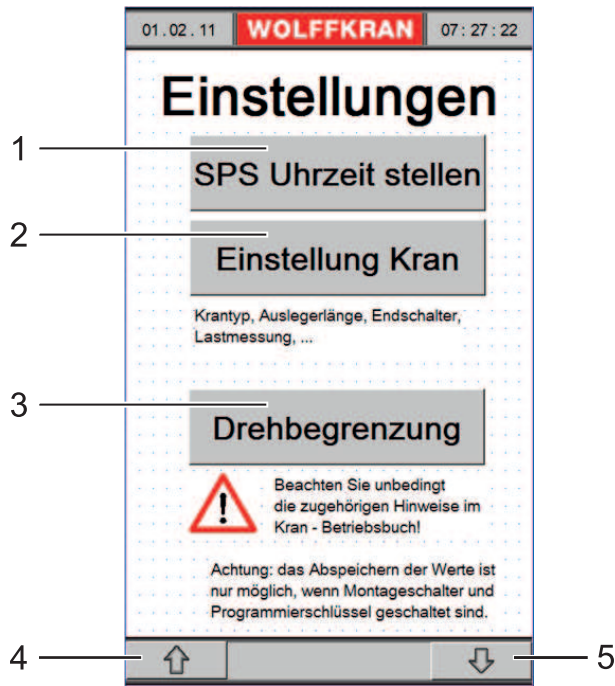 01.02.11 WOLFFKRAN 07:27:22
Einstellungen
1
SPS Uhrzeit stellen
2
Einstellung Kran
Krantyp, Auslegerlänge, Endschalter,
Lastmessung, ...
3
Drehbegrenzung
Beachten Sie unbedingt
die zugehörigen Hinweise im
Kran - Betriebsbuch!
Achtung: das Abspeichern der Werte ist
nur möglich, wenn Montageschalter und
Programmierschlüssel geschaltet sind.
4
5